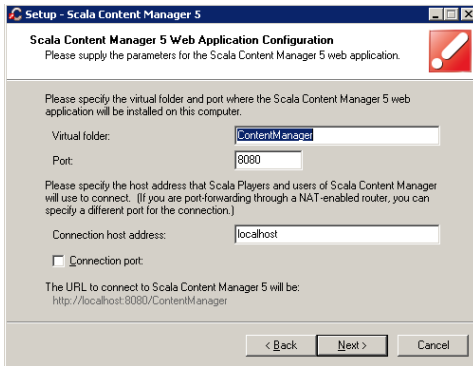 Setup - Scala Content Manager 5
Scala Content Manager 5 Web Application Configuration
Please supply the parameters for the Scala Content Manager 5 web application.
Please specify the virtual folder and port where the Scala Content Manager 5 web
application will be installed on this computer.
Virtual folder: ContentManager
Port: 8080
Please specify the host address that Scala Players and users of Scala Content Manager
will use to connect. (If you are port-forwarding through a NAT-enabled router, you can
specify a different port for the connection.)
Connection host address: localhost
Connection port:
The URL to connect to Scala Content Manager 5 will be:
http://localhost:8080/ContentManager
< Back Next > Cancel